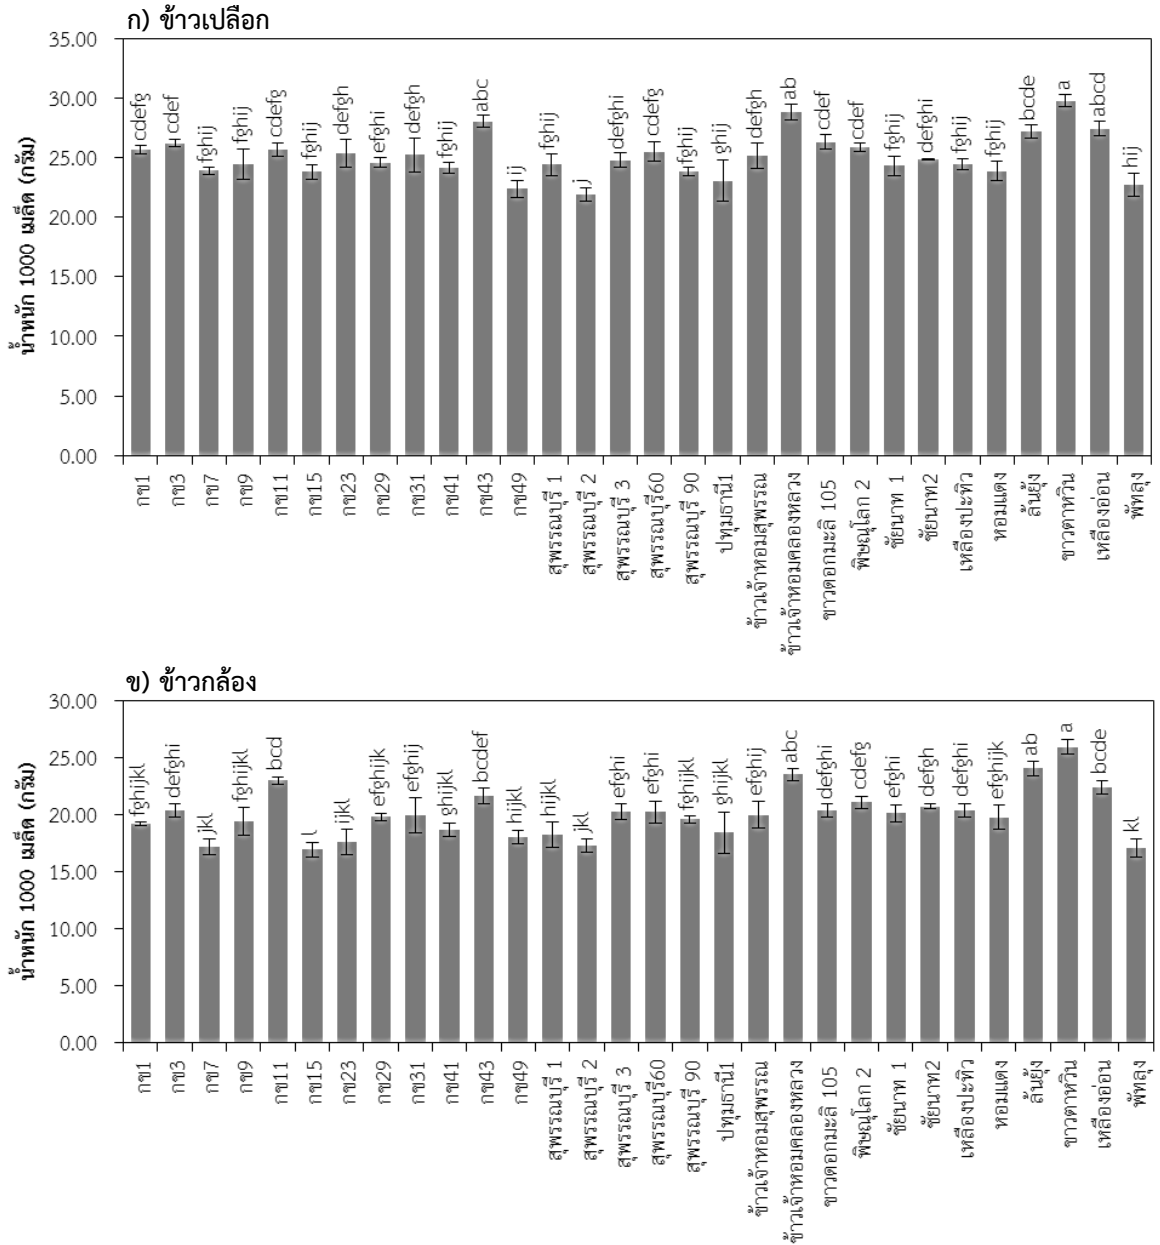 ก) ข้าวเปลือก
น้ำหนัก 1000 เมล็ด (กรัม)
35.00
30.00
25.00
20.00
15.00
10.00
5.00
0.00
cdefg cdef fghij fghij cdefg fghij defgh efghi defgh fghij abc ij fghij j defghi cdefg fghij ghij defgh ab cdef cdef fghij defghi fghij fghij bcde a abcd hij
กข1 กข3 กข7 กข9 กข11 กข15 กข23 กข29 กข31 กข41 กข43 กข49 สุพรรณบุรี 1 สุพรรณบุรี 2 สุพรรณบุรี 3 สุพรรณบุรี60 สุพรรณบุรี 90 ปทุมธานี1 ข้าวเจ้าหอมสุพรรณ ข้าวเจ้าหอมคลองหลวง ขาวดอกมะลิ 105 พิษณุโลก 2 ชัยนาท 1 ชัยนาท2 เหลืองปะทิว หอมแดง ล้นยุ้ง ขาวตาหวิน เหลืองอ่อน พัทลุง
ข) ข้าวกล้อง
น้ำหนัก 1000 เมล็ด (กรัม)
30.00
25.00
20.00
15.00
10.00
5.00
0.00
fghijkl defghi jkl fghijkl bcd l ijkl efghijk efghij ghijkl bcdef hijkl hijkl jkl efghi efghi fghijkl ghijkl efghij abc defghi cdefg efghi defgh defghi efghijk ab a bcde kl
กข1 กข3 กข7 กข9 กข11 กข15 กข23 กข29 กข31 กข41 กข43 กข49 สุพรรณบุรี 1 สุพรรณบุรี 2 สุพรรณบุรี 3 สุพรรณบุรี60 สุพรรณบุรี 90 ปทุมธานี1 ข้าวเจ้าหอมสุพรรณ ข้าวเจ้าหอมคลองหลวง ขาวดอกมะลิ 105 พิษณุโลก 2 ชัยนาท 1 ชัยนาท2 เหลืองปะทิว หอมแดง ล้นยุ้ง ขาวตาหวิน เหลืองอ่อน พัทลุง